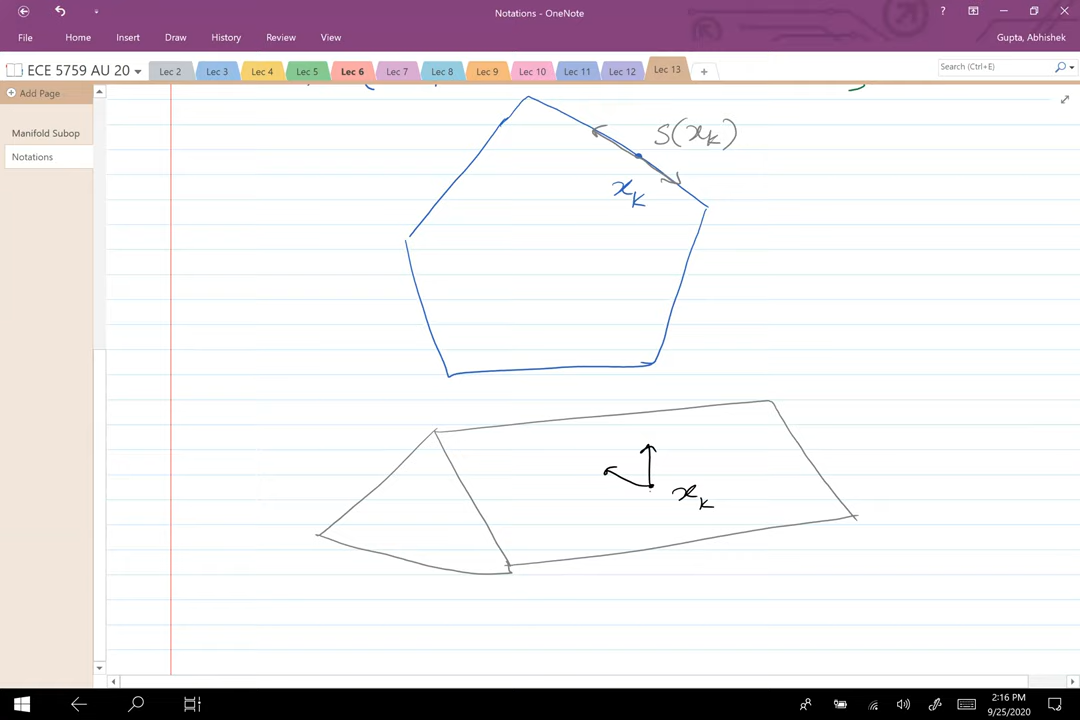 Notations - OneNote
File Home Insert Draw History Review View
Gupta, Abhishek
ECE 5759 AU 20
Lec 2 Lec 3 Lec 4 Lec 5 Lec 6 Lec 7 Lec 8 Lec 9 Lec 10 Lec 11 Lec 12 Lec 13
Search (Ctrl+E)
Add Page
Manifold Subop
Notations
S(x_k)
x_k
x_k
2:16 PM
9/25/2020